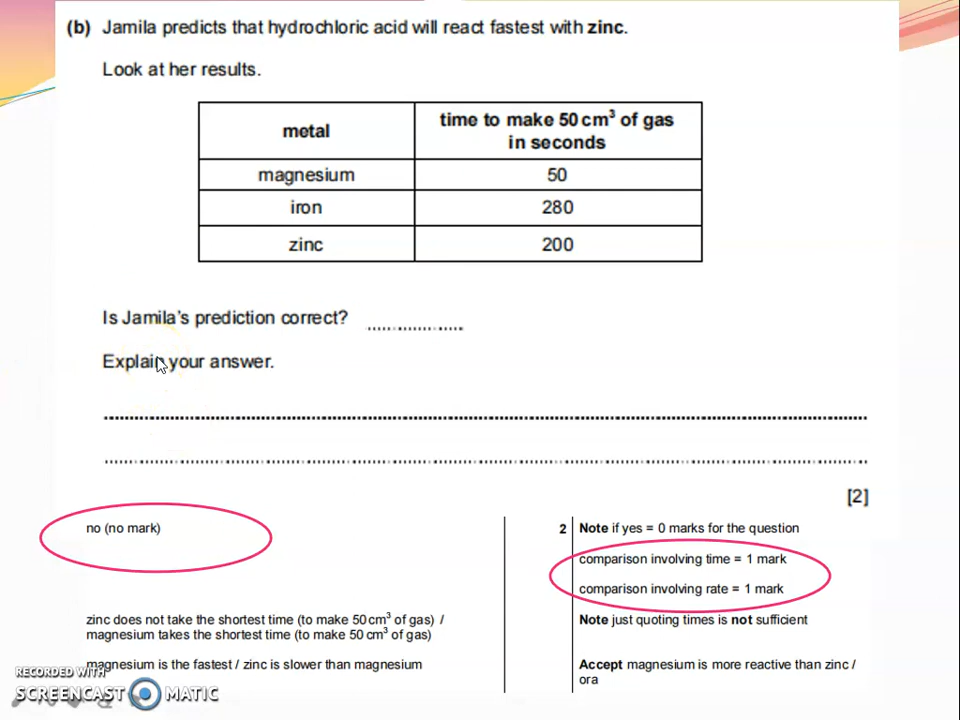 (b) Jamila predicts that hydrochloric acid will react fastest with zinc.
Look at her results.
metal
time to make 50 cm³ of gas
in seconds
magnesium 50
iron 280
zinc 200
Is Jamila's prediction correct? ...............
Explain your answer.
[2]
no (no mark)
2
Note if yes = 0 marks for the question
comparison involving time = 1 mark
comparison involving rate = 1 mark
zinc does not take the shortest time (to make 50 cm³ of gas) /
magnesium takes the shortest time (to make 50 cm³ of gas)
Note just quoting times is not sufficient
magnesium is the fastest / zinc is slower than magnesium
Accept magnesium is more reactive than zinc /
ora
RECORDED WITH
SCREENCAST MATIC